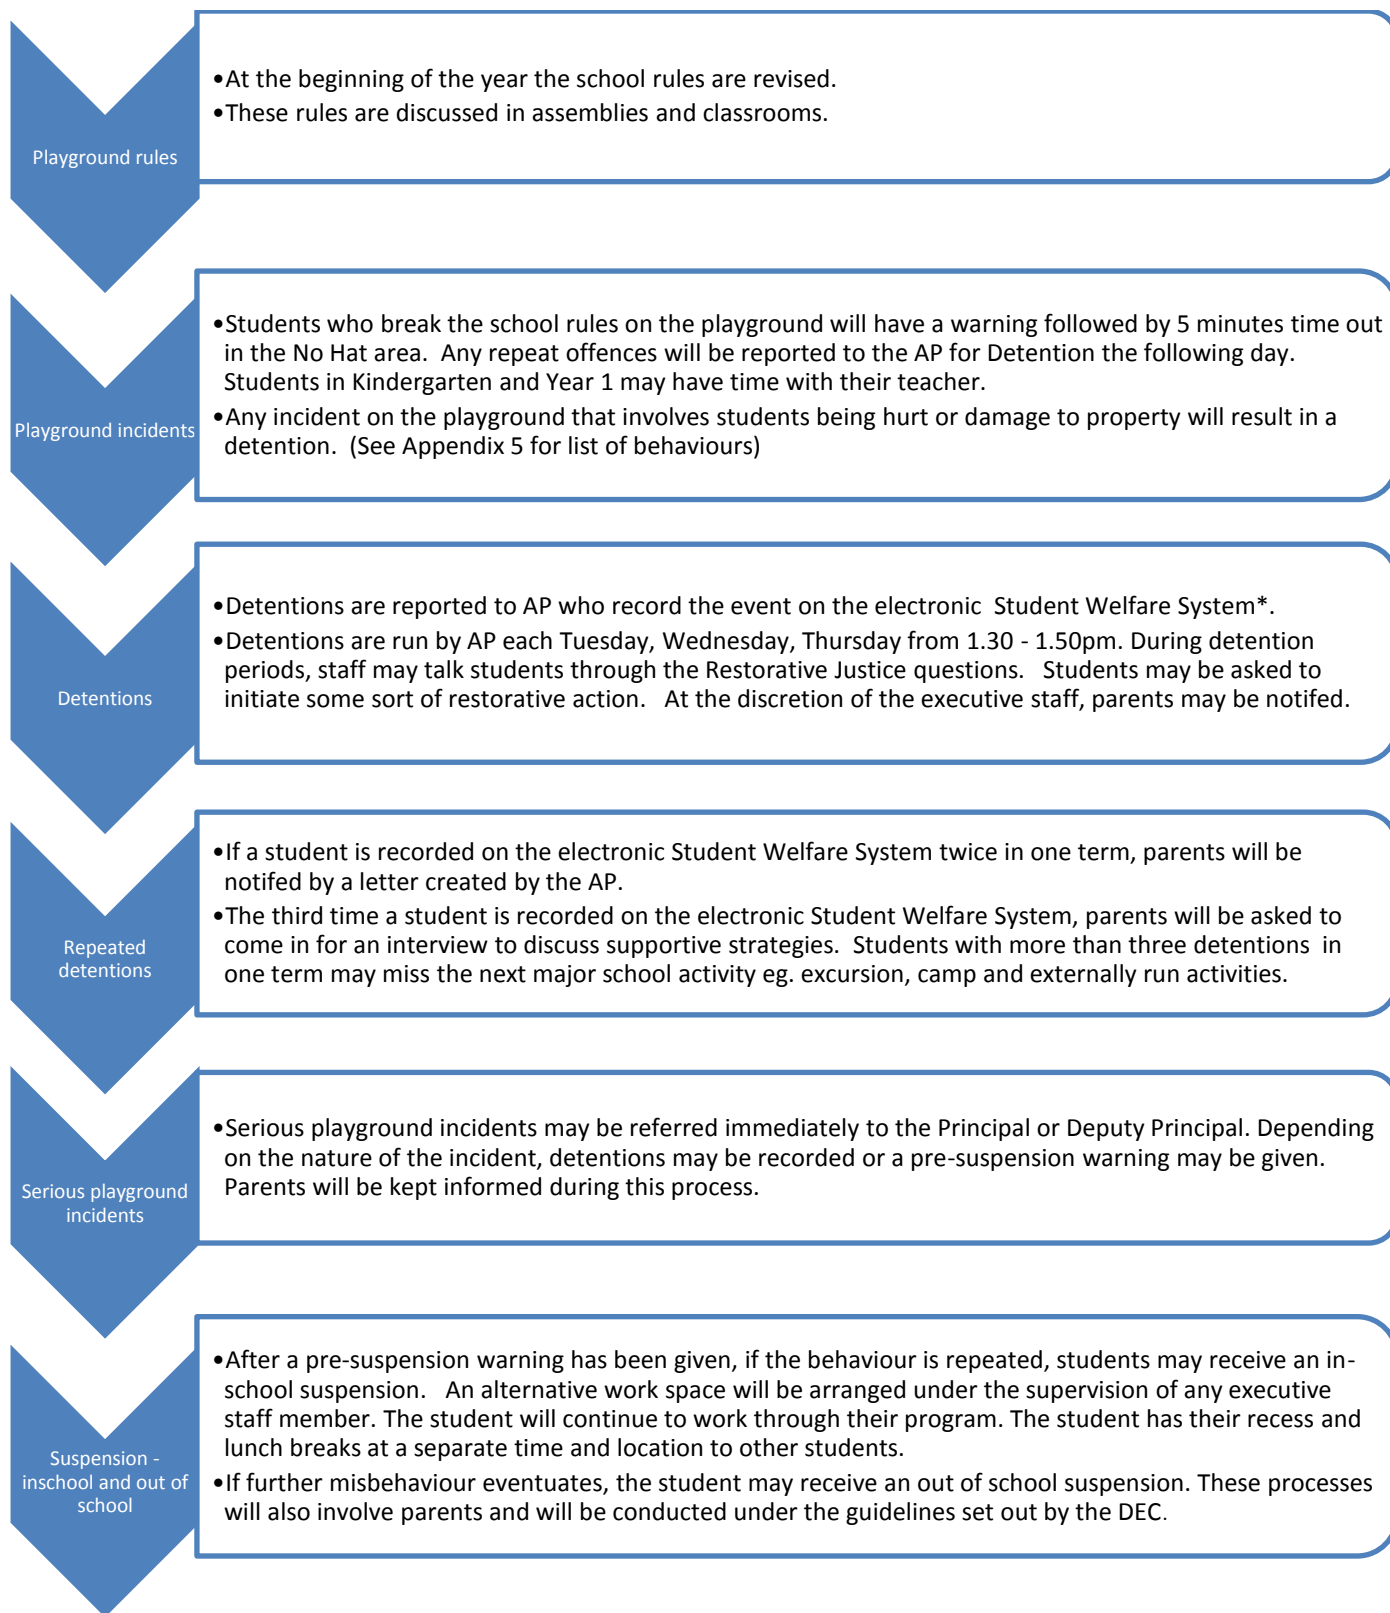 Playground rules
•At the beginning of the year the school rules are revised.
•These rules are discussed in assemblies and classrooms.
Playground incidents
•Students who break the school rules on the playground will have a warning followed by 5 minutes time out
in the No Hat area.  Any repeat offences will be reported to the AP for Detention the following day.
Students in Kindergarten and Year 1 may have time with their teacher.
•Any incident on the playground that involves students being hurt or damage to property will result in a
detention.  (See Appendix 5 for list of behaviours)
Detentions
•Detentions are reported to AP who record the event on the electronic  Student Welfare System*.
•Detentions are run by AP each Tuesday, Wednesday, Thursday from 1.30 - 1.50pm. During detention
periods, staff may talk students through the Restorative Justice questions.   Students may be asked to
initiate some sort of restorative action.   At the discretion of the executive staff, parents may be notifed.
Repeated
detentions
•If a student is recorded on the electronic Student Welfare System twice in one term, parents will be
notifed by a letter created by the AP.
•The third time a student is recorded on the electronic Student Welfare System, parents will be asked to
come in for an interview to discuss supportive strategies.  Students with more than three detentions  in
one term may miss the next major school activity eg. excursion, camp and externally run activities.
Serious playground
incidents
•Serious playground incidents may be referred immediately to the Principal or Deputy Principal. Depending
on the nature of the incident, detentions may be recorded or a pre-suspension warning may be given.
Parents will be kept informed during this process.
Suspension -
inschool and out of
school
•After a pre-suspension warning has been given, if the behaviour is repeated, students may receive an in-
school suspension.   An alternative work space will be arranged under the supervision of any executive
staff member. The student will continue to work through their program. The student has their recess and
lunch breaks at a separate time and location to other students.
•If further misbehaviour eventuates, the student may receive an out of school suspension. These processes
will also involve parents and will be conducted under the guidelines set out by the DEC.